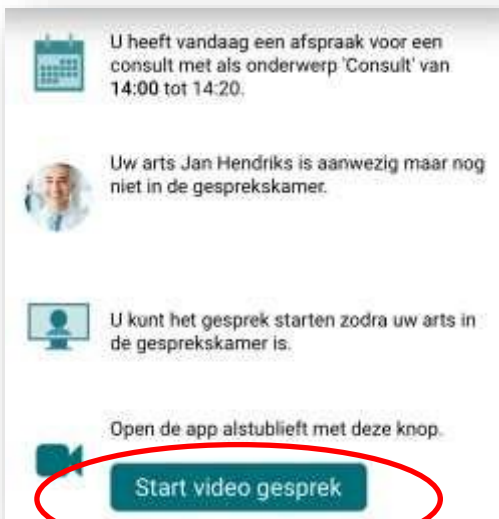 U heeft vandaag een afspraak voor een
consult met als onderwerp 'Consult' van
14:00 tot 14:20.
Uw arts Jan Hendriks is aanwezig maar nog
niet in de gesprekskamer.
U kunt het gesprek starten zodra uw arts in
de gesprekskamer is.
Open de app alstublieft met deze knop.
Start video gesprek